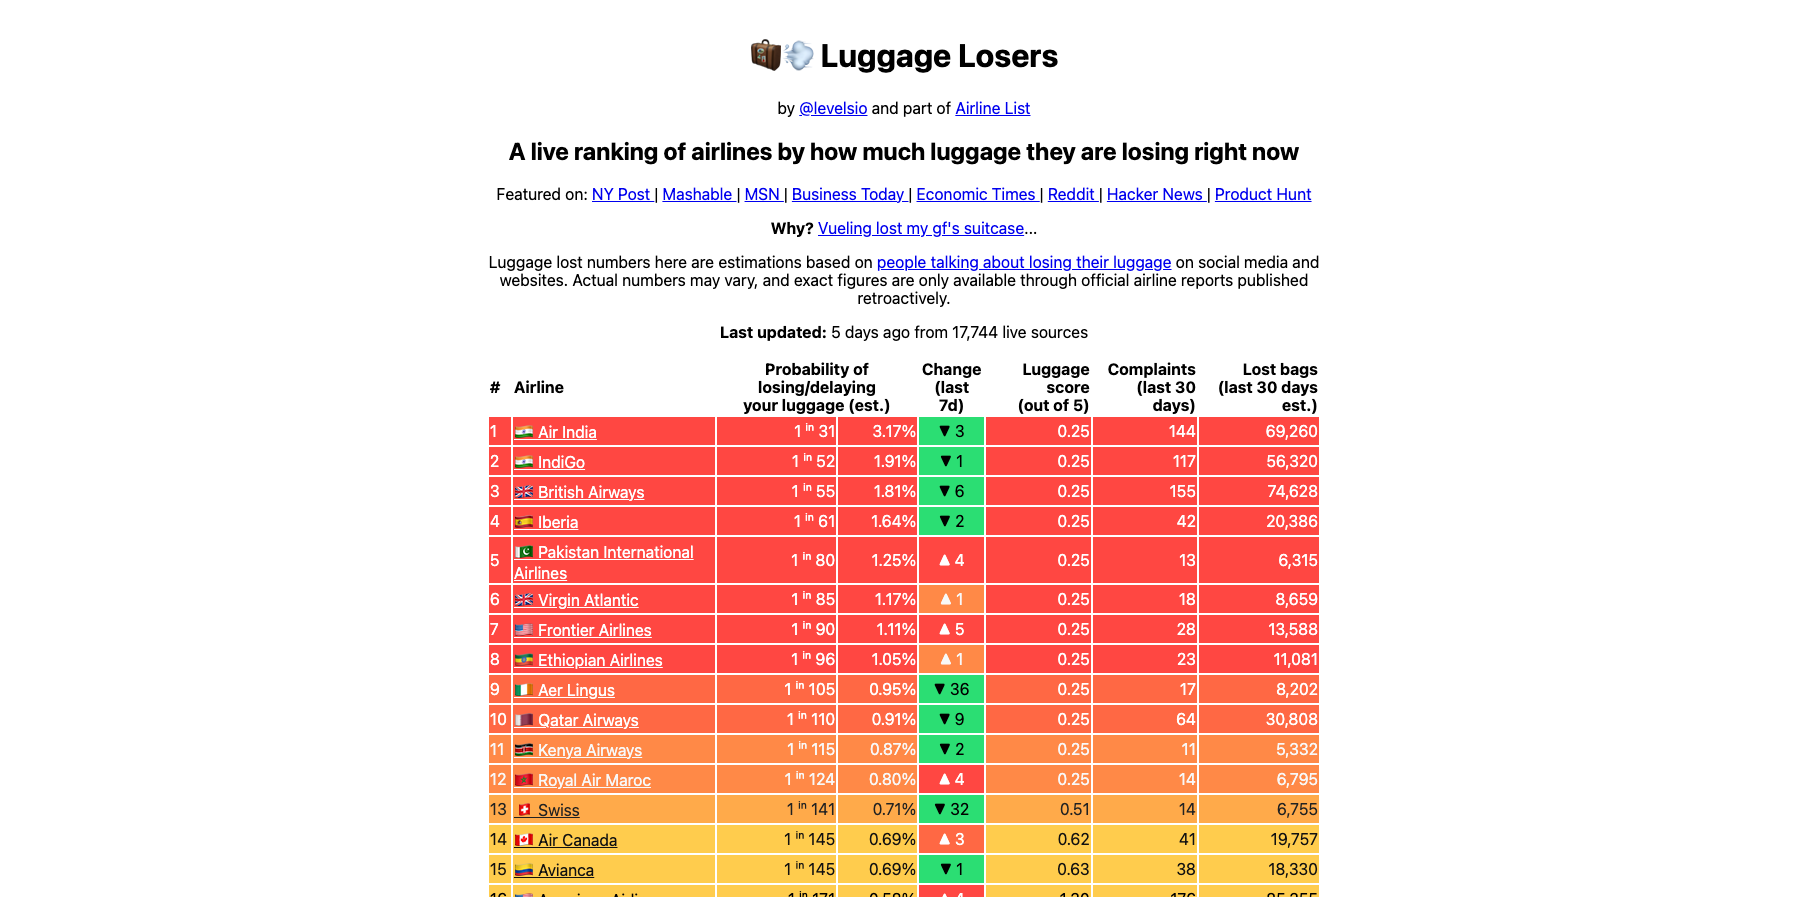 Luggage Losers
by @levelsio and part of Airline List
A live ranking of airlines by how much luggage they are losing right now
Featured on: NY Post | Mashable | MSN | Business Today | Economic Times | Reddit | Hacker News | Product Hunt
Why? Vueling lost my gf's suitcase...
Luggage lost numbers here are estimations based on people talking about losing their luggage on social media and
websites. Actual numbers may vary, and exact figures are only available through official airline reports published
retroactively.
Last updated: 5 days ago from 17,744 live sources
# Airline Probability of losing/delaying your luggage (est.) Change (last 7d) Luggage score (out of 5) Complaints (last 30 days) Lost bags (last 30 days est.)
1 Air India 1 in 31 3.17% ▼ 3 0.25 144 69,260
2 IndiGo 1 in 52 1.91% ▼ 1 0.25 117 56,320
3 British Airways 1 in 55 1.81% ▼ 6 0.25 155 74,628
4 Iberia 1 in 61 1.64% ▼ 2 0.25 42 20,386
5 Pakistan International Airlines 1 in 80 1.25% ▲ 4 0.25 13 6,315
6 Virgin Atlantic 1 in 85 1.17% ▲ 1 0.25 18 8,659
7 Frontier Airlines 1 in 90 1.11% ▲ 5 0.25 28 13,588
8 Ethiopian Airlines 1 in 96 1.05% ▲ 1 0.25 23 11,081
9 Aer Lingus 1 in 105 0.95% ▼ 36 0.25 17 8,202
10 Qatar Airways 1 in 110 0.91% ▼ 9 0.25 64 30,808
11 Kenya Airways 1 in 115 0.87% ▼ 2 0.25 11 5,332
12 Royal Air Maroc 1 in 124 0.80% ▲ 4 0.25 14 6,795
13 Swiss 1 in 141 0.71% ▼ 32 0.51 14 6,755
14 Air Canada 1 in 145 0.69% ▲ 3 0.62 41 19,757
15 Avianca 1 in 145 0.69% ▼ 1 0.63 38 18,330